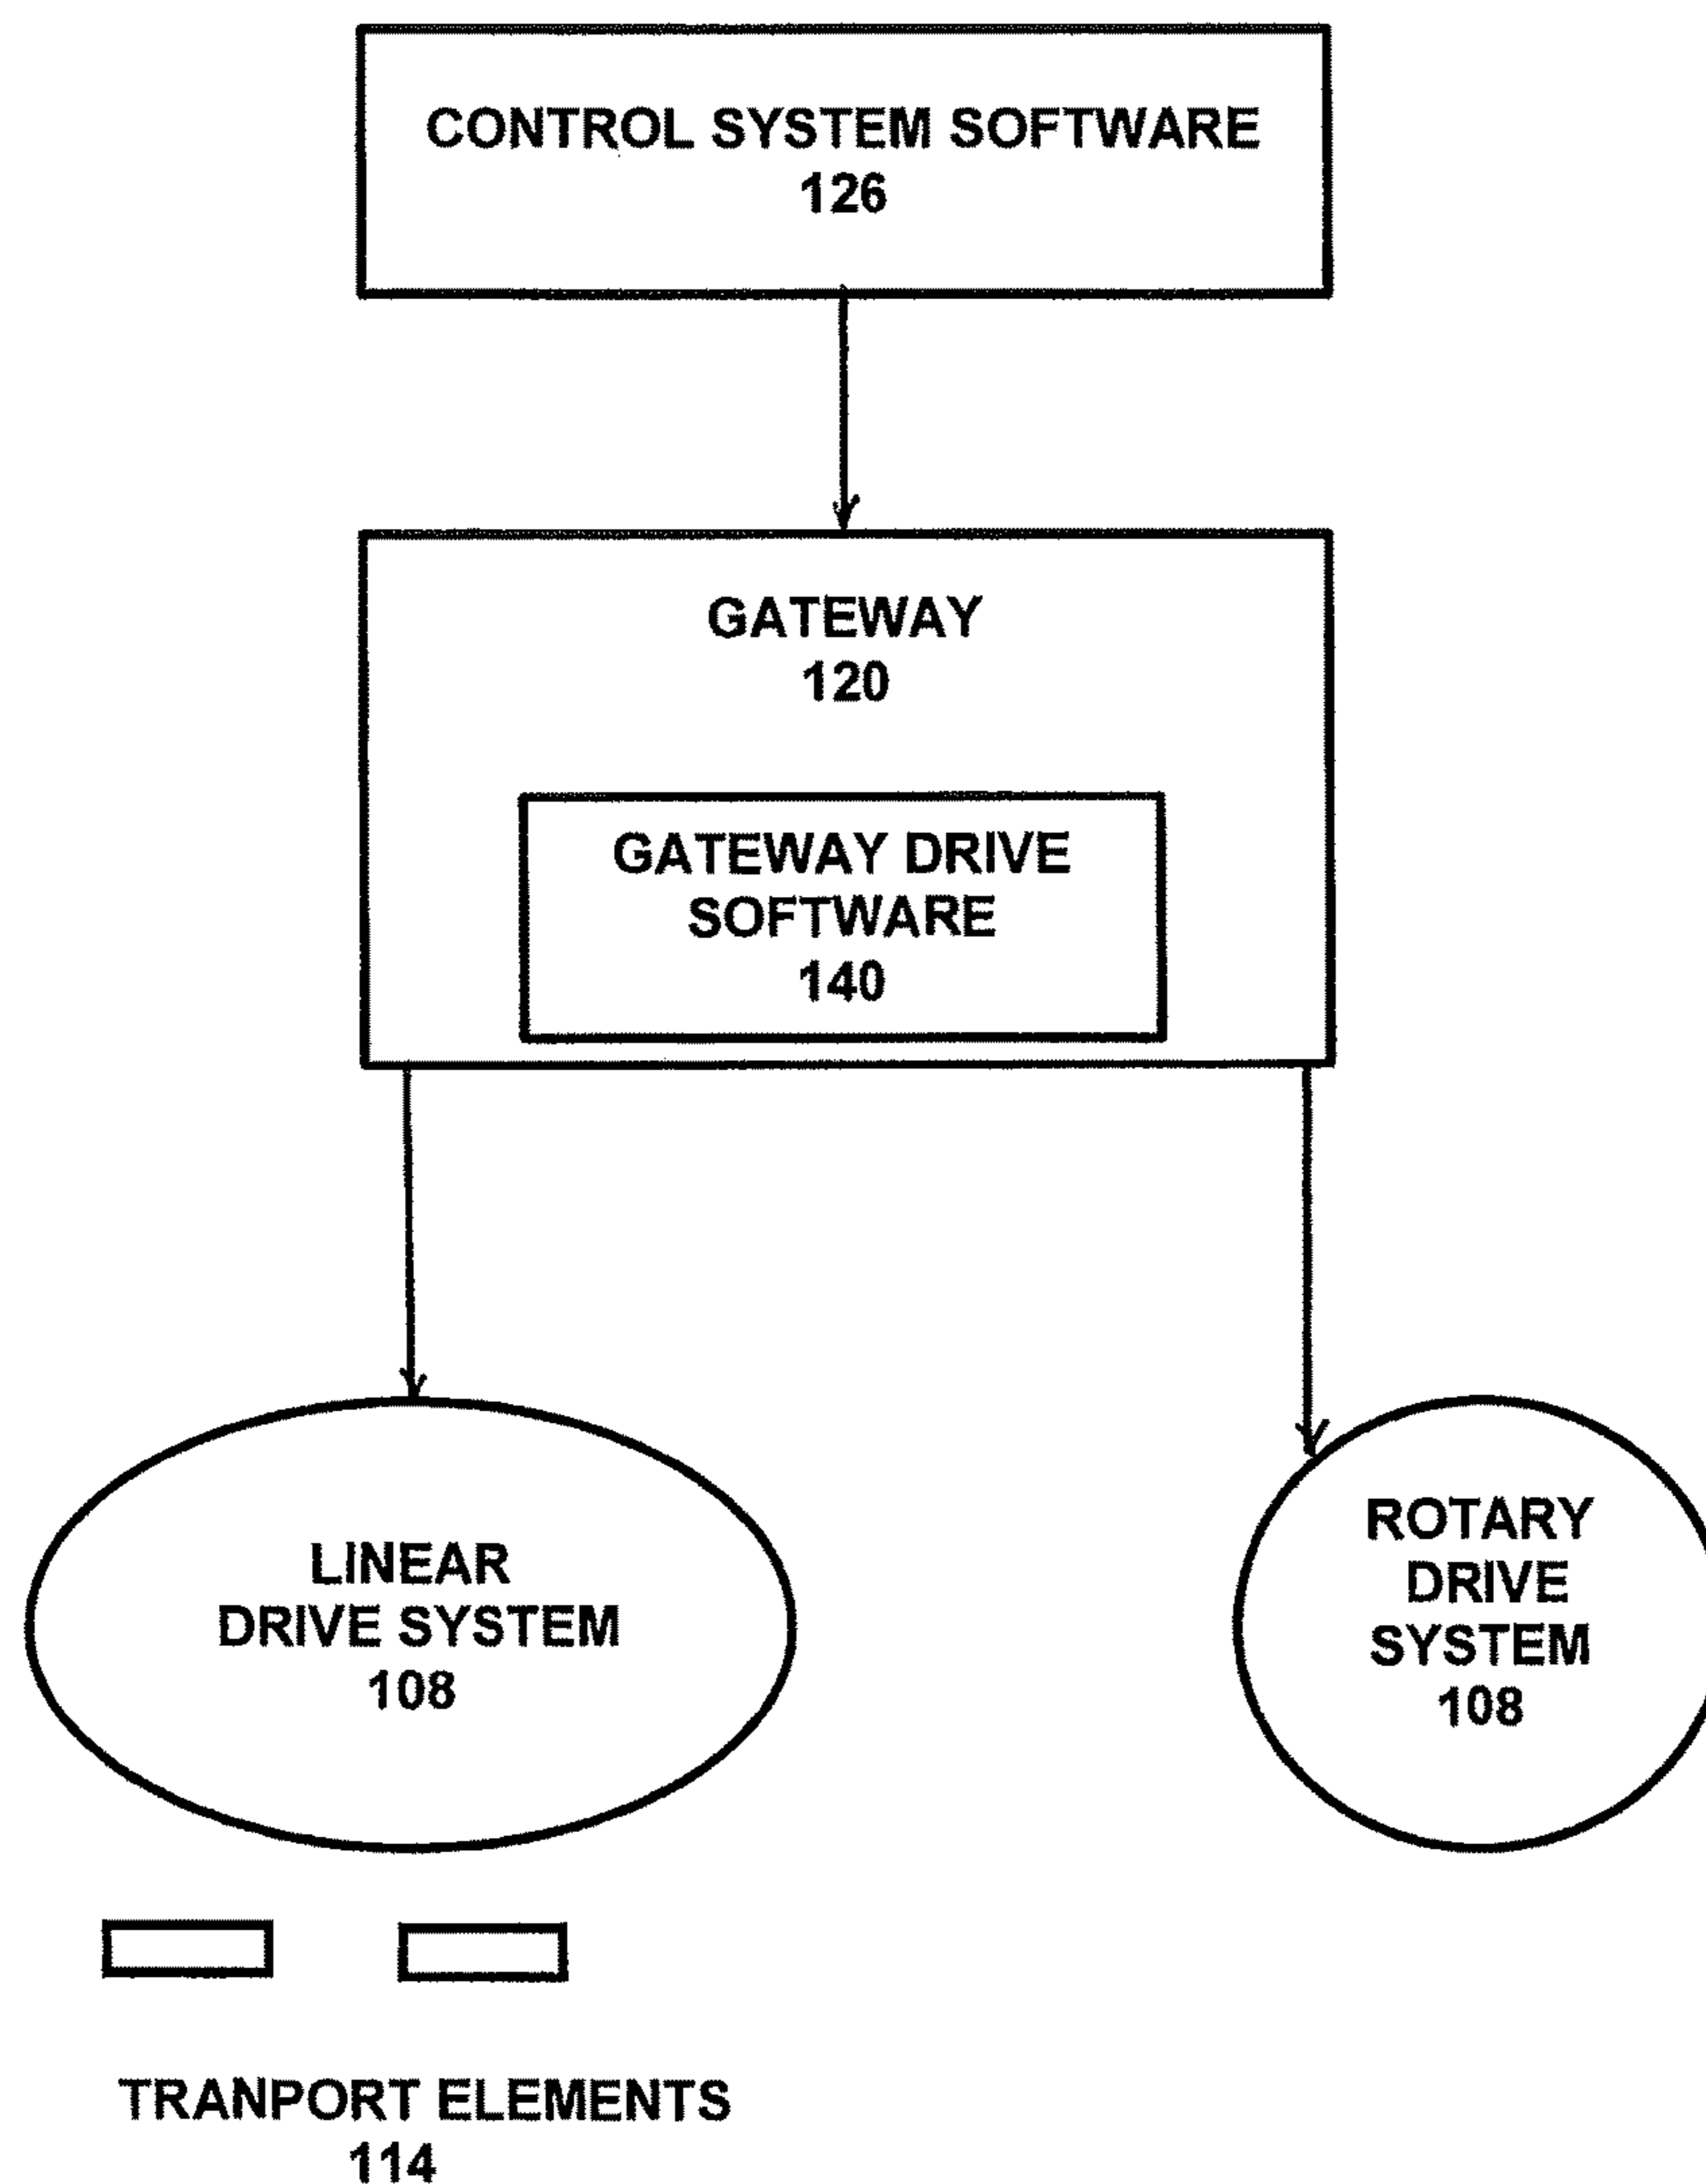 CONTROL SYSTEM SOFTWARE
126
GATEWAY
120
GATEWAY DRIVE
SOFTWARE
140
LINEAR
DRIVE SYSTEM
108
ROTARY
DRIVE
SYSTEM
108
TRANPORT ELEMENTS
114